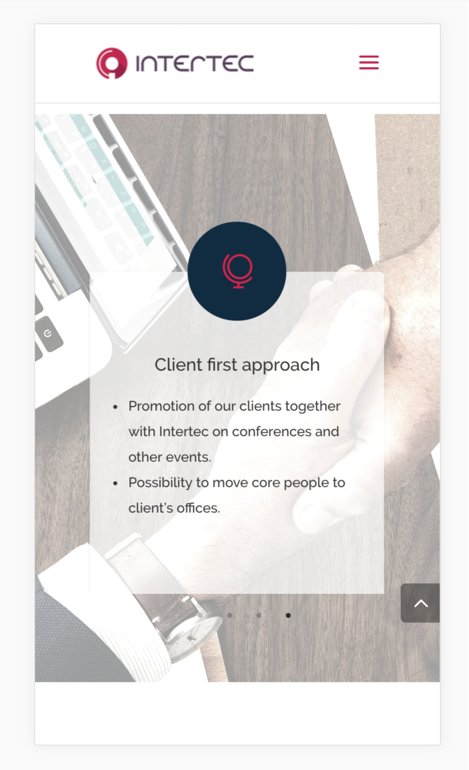 INTERTEC
Client first approach
• Promotion of our clients together
with Intertec on conferences and
other events.
• Possibility to move core people to
client's offices.